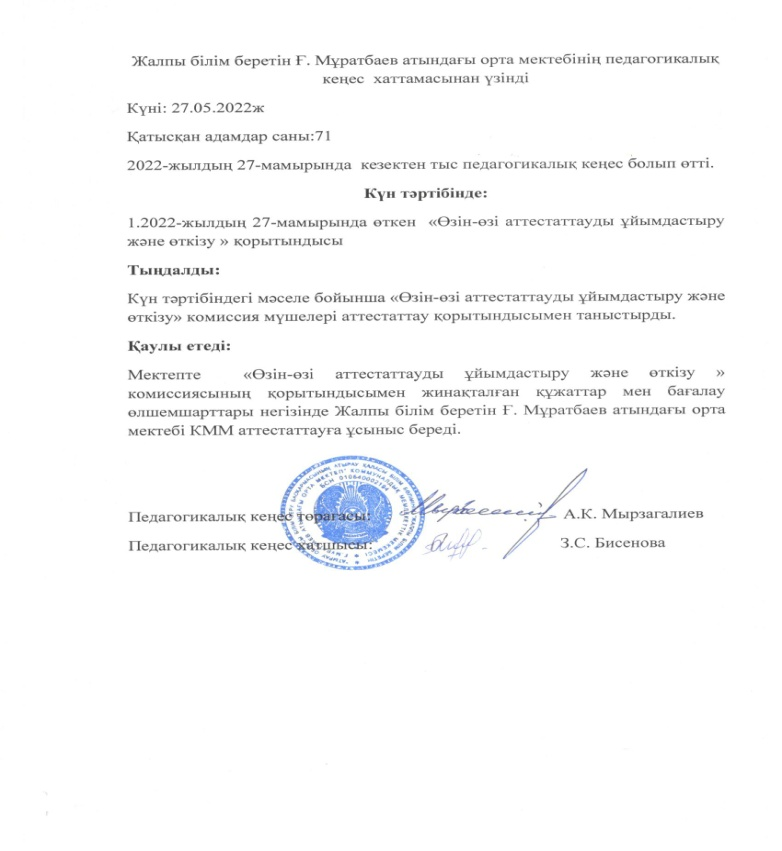 Жалпы білім беретін Ғ. Мұратбаев атындағы орта мектебінің педагогикалық
кеңес хаттамасынан үзінді
Күні: 27.05.2022ж
Қатысқан адамдар саны:71
2022-жылдың 27-мамырында кезектен тыс педагогикалық кеңес болып өтті.
Күн тәртібінде:
1.2022-жылдың 27-мамырында өткен «Өзін-өзі аттестаттауды ұйымдастыру
және өткізу » қорытындысы
Тыңдалды:
Күн тәртібіндегі мәселе бойынша «Өзін-өзі аттестаттауды ұйымдастыру және
өткізу» комиссия мүшелері аттестаттау қорытындысымен таныстырды.
Қаулы етеді:
Мектепте «Өзін-өзі аттестаттауды ұйымдастыру және өткізу »
комиссиясының қорытындысымен жинақталған құжаттар мен бағалау
өлшемшарттары негізінде Жалпы білім беретін Ғ. Мұратбаев атындағы орта
мектебі КММ аттестаттауға ұсыныс береді.
Педагогикалық кеңес төрағасы: А.К. Мырзагалиев
Педагогикалық кеңес хатшысы: З.С. Бисенова